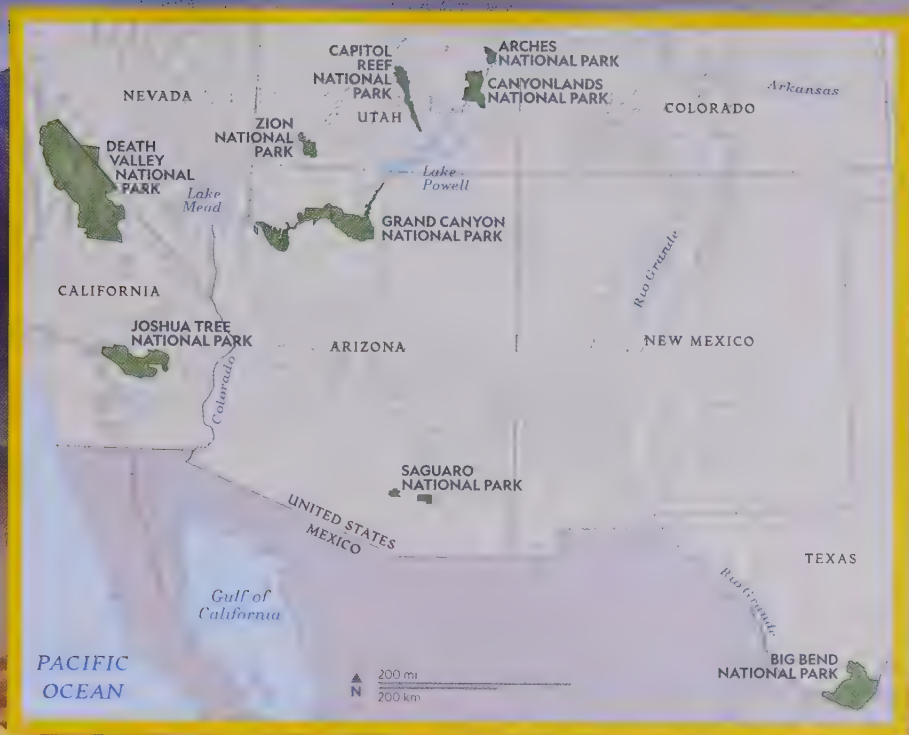 CAPITOL
REEF
NATIONAL
PARK
ARCHES
NATIONAL PARK
CANYONLANDS
NATIONAL PARK
NEVADA
UTAH
COLORADO
Arkansas
ZION
NATIONAL
PARK
DEATH
VALLEY
NATIONAL
PARK
Lake
Mead
Lake
Powell
GRAND CANYON
NATIONAL PARK
Rio Grande
CALIFORNIA
JOSHUA TREE
NATIONAL PARK
ARIZONA
NEW MEXICO
Colorado
SAGUARO
NATIONAL PARK
UNITED STATES
MEXICO
TEXAS
Gulf of
California
Rio Grande
PACIFIC
OCEAN
BIG BEND
NATIONAL PARK
N
200 mi
200 km